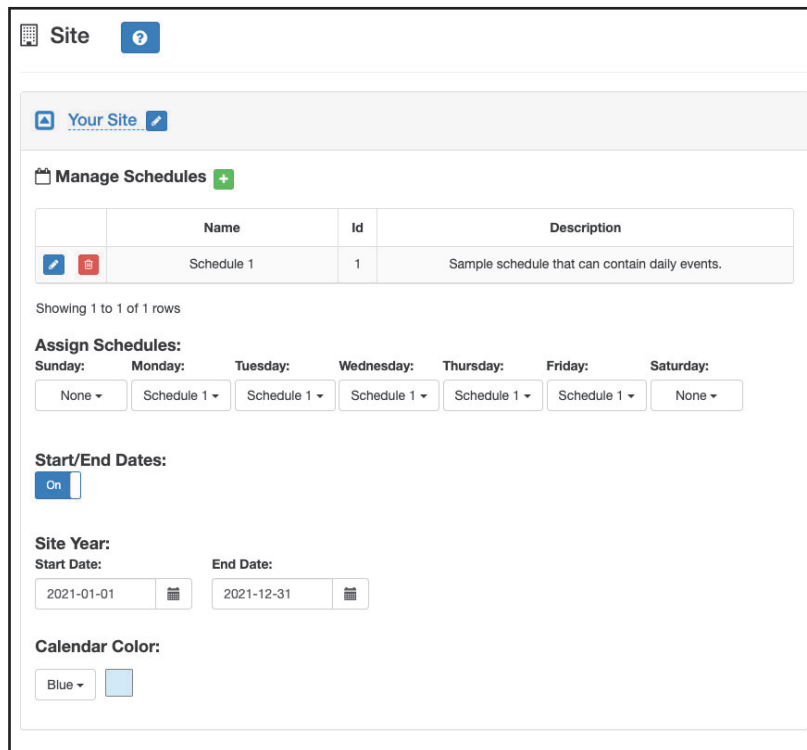 Site
Your Site
Manage Schedules
Name Id Description
Schedule 1 1 Sample schedule that can contain daily events.
Showing 1 to 1 of 1 rows
Assign Schedules:
Sunday: Monday: Tuesday: Wednesday: Thursday: Friday: Saturday:
None Schedule 1 Schedule 1 Schedule 1 Schedule 1 Schedule 1 None
Start/End Dates:
On
Site Year:
Start Date: End Date:
2021-01-01 2021-12-31
Calendar Color:
Blue